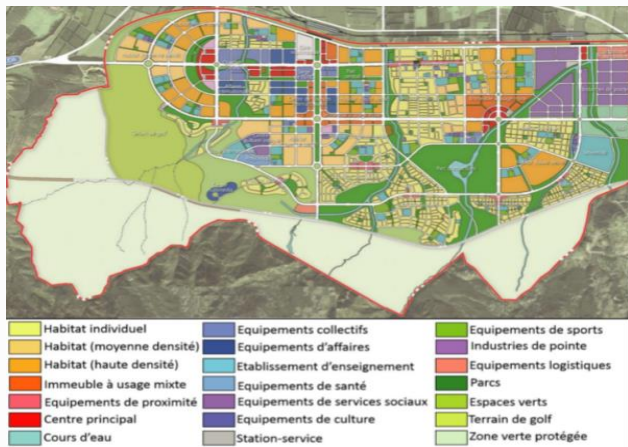 Habitat individuel
Habitat (moyenne densité)
Habitat (haute densité)
Immeuble à usage mixte
Equipements de proximité
Centre principal
Cours d'eau
Equipements collectifs
Equipements d'affaires
Etablissement d'enseignement
Equipements de santé
Equipements de services sociaux
Equipements de culture
Station-service
Equipements de sports
Industries de pointe
Equipements logistiques
Parcs
Espaces verts
Terrain de golf
Zone verte protégée